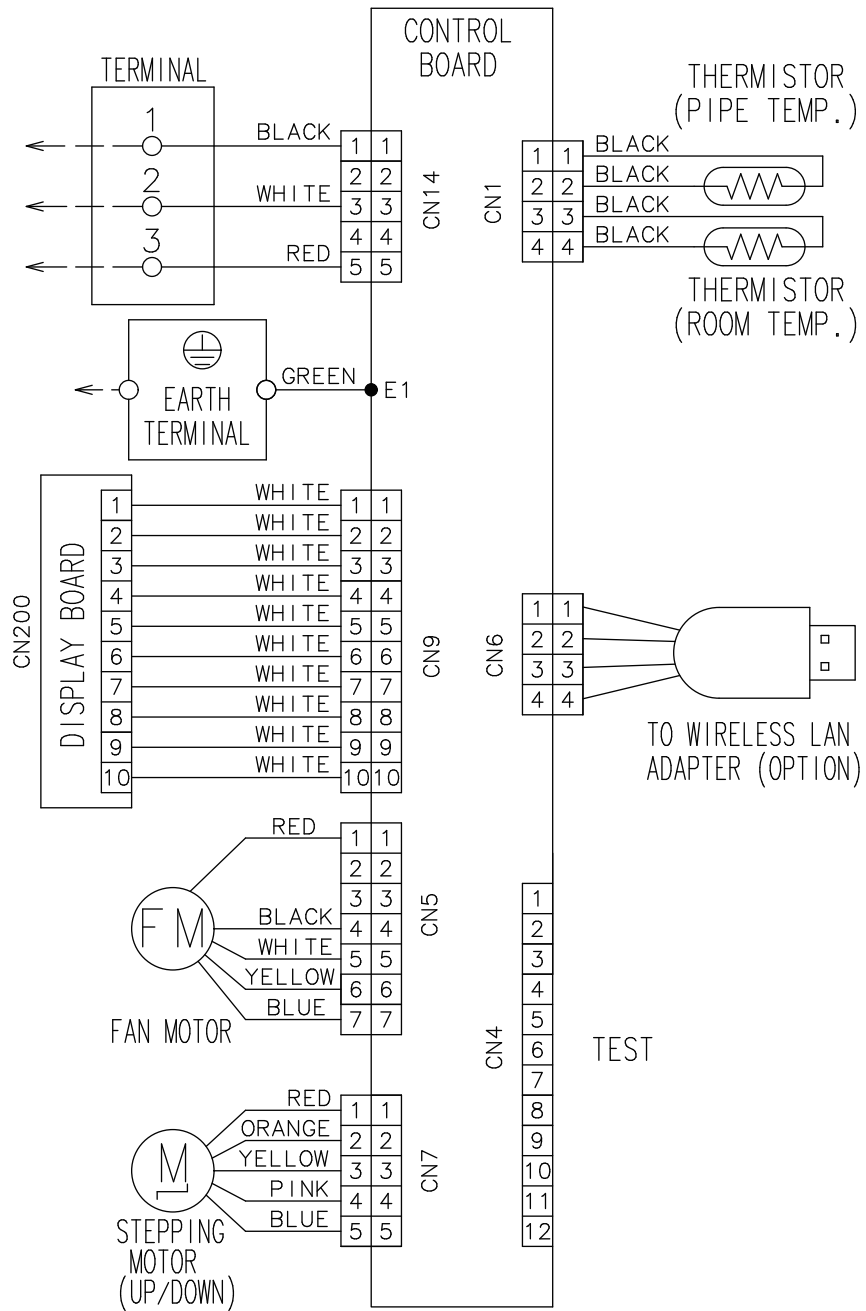 CONTROL
BOARD
TERMINAL
1
BLACK
2
WHITE
3
RED
1 1
2 2
3 3
4 4
5 5
CN14
CN1
1 1
2 2
3 3
4 4
BLACK
BLACK
BLACK
BLACK
THERMISTOR
(PIPE TEMP.)
THERMISTOR
(ROOM TEMP.)
EARTH
TERMINAL
GREEN
E1
CN200
DISPLAY BOARD
1
2
3
4
5
6
7
8
9
10
WHITE
WHITE
WHITE
WHITE
WHITE
WHITE
WHITE
WHITE
WHITE
WHITE
1 1
2 2
3 3
4 4
5 5
6 6
7 7
8 8
9 9
10 10
CN9
CN6
1 1
2 2
3 3
4 4
TO WIRELESS LAN
ADAPTER (OPTION)
FM
FAN MOTOR
RED
BLACK
WHITE
YELLOW
BLUE
1 1
2 2
3 3
4 4
5 5
6 6
7 7
CN5
CN4
1
2
3
4
5
6
7
8
9
10
11
12
TEST
M
STEPPING
MOTOR
(UP/DOWN)
RED
ORANGE
YELLOW
PINK
BLUE
1 1
2 2
3 3
4 4
5 5
CN7